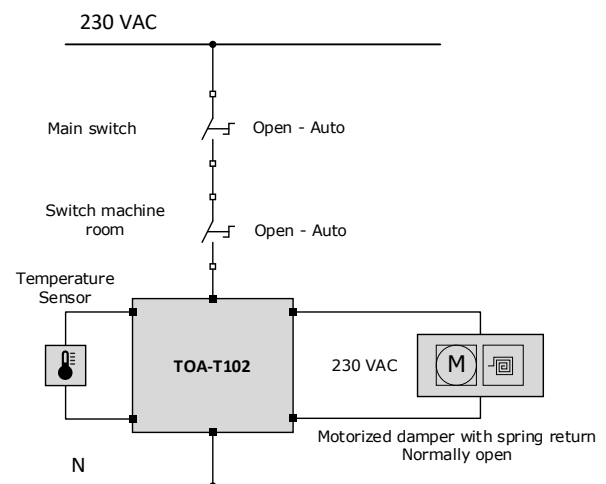 230 VAC
Main switch
Open - Auto
Switch machine
room
Open - Auto
Temperature
Sensor
TOA-T102
230 VAC
M
Motorized damper with spring return
Normally open
N